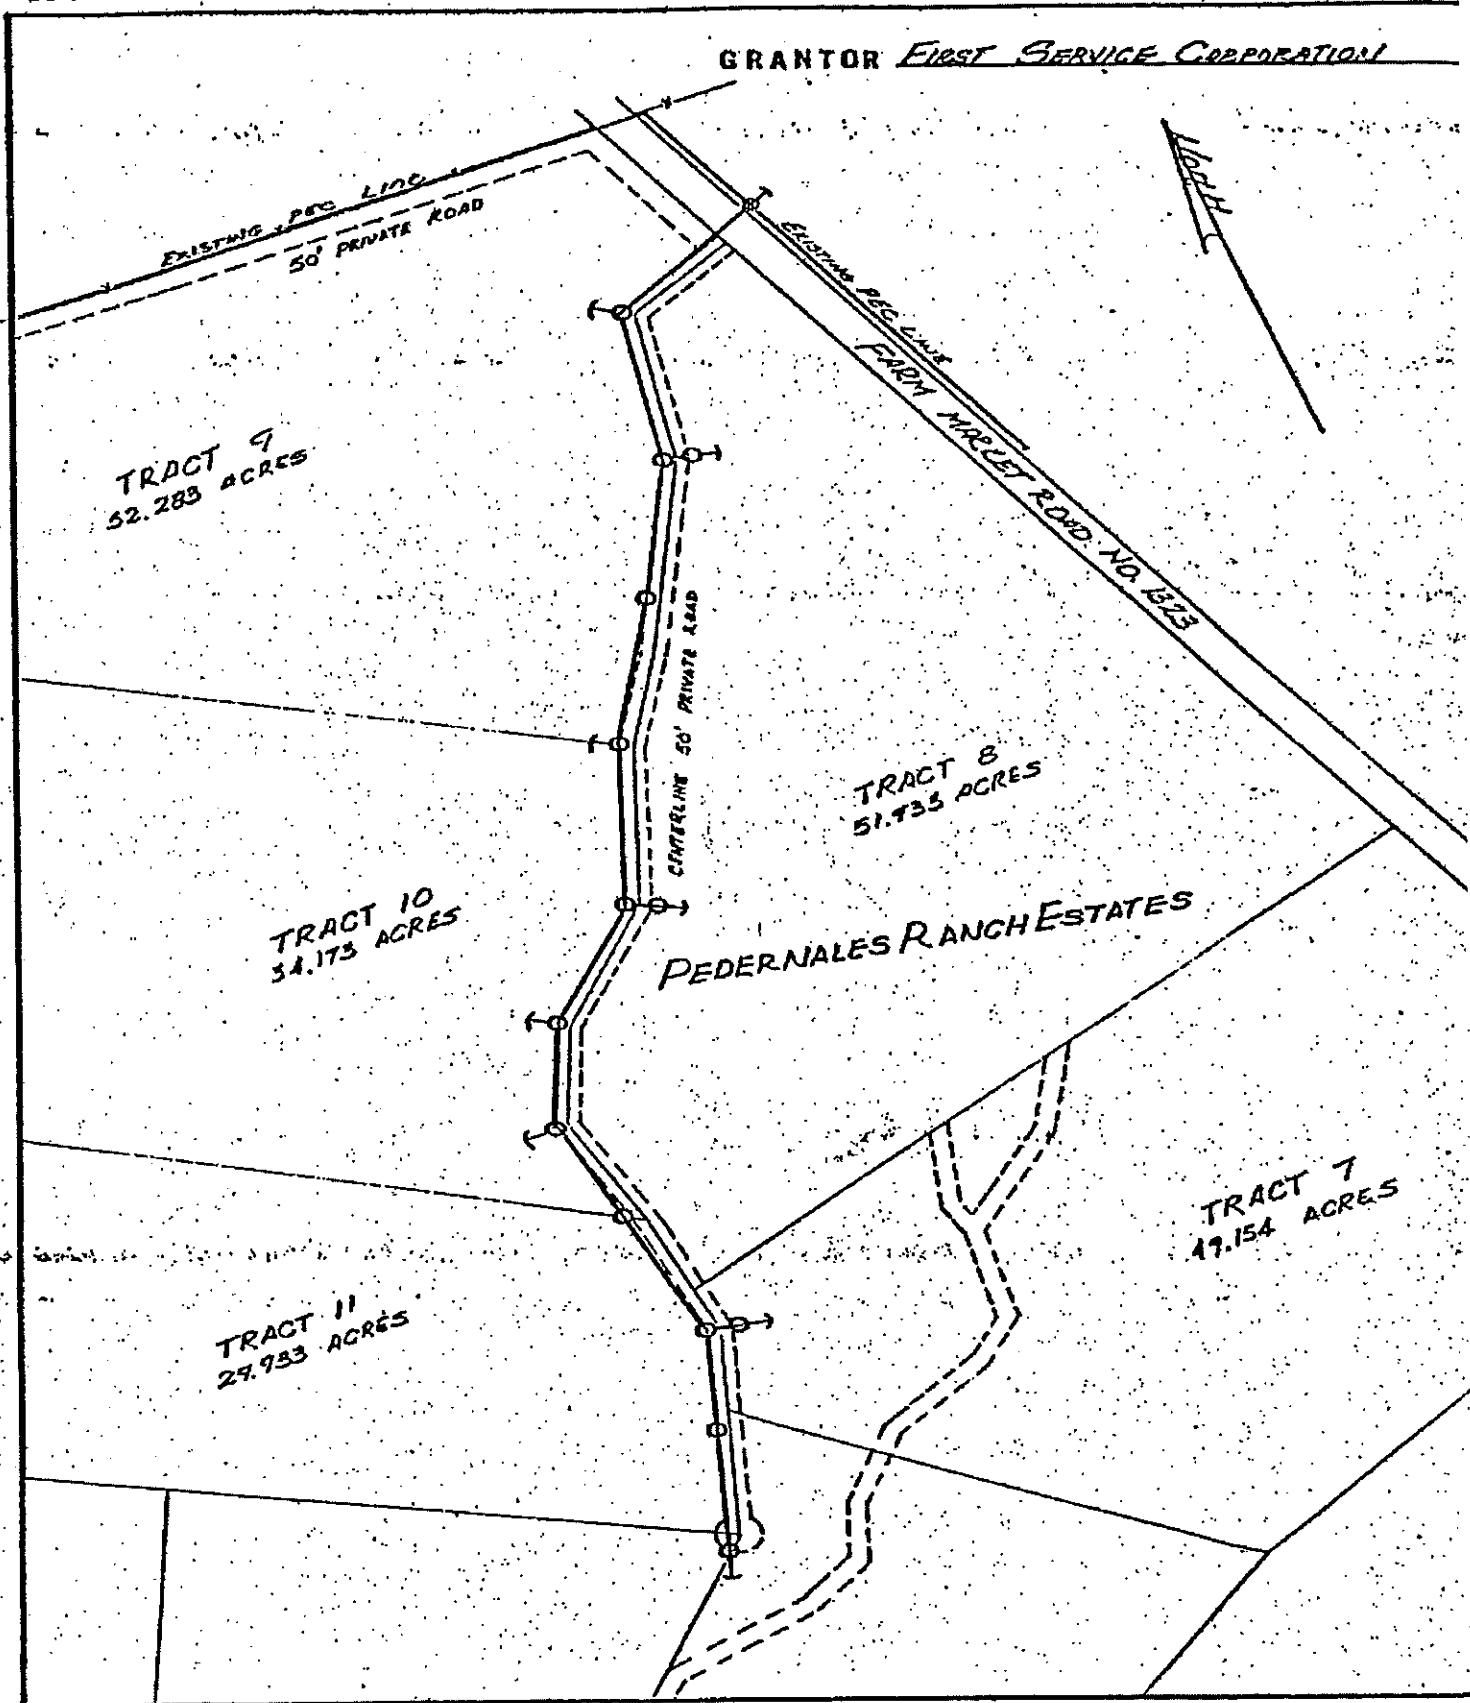 GRANTOR FIRST SERVICE CORPORATION
NORTH
EXISTING PEC LINE
50' PRIVATE ROAD
EXISTING PEC LINE
FARM MARKET ROAD NO. 1323
TRACT 9
52.283 ACRES
CENTERLINE 50' PRIVATE ROAD
TRACT 8
51.935 ACRES
TRACT 10
34.173 ACRES
PEDERNALES RANCH ESTATES
TRACT 7
49.154 ACRES
TRACT 11
29.933 ACRES